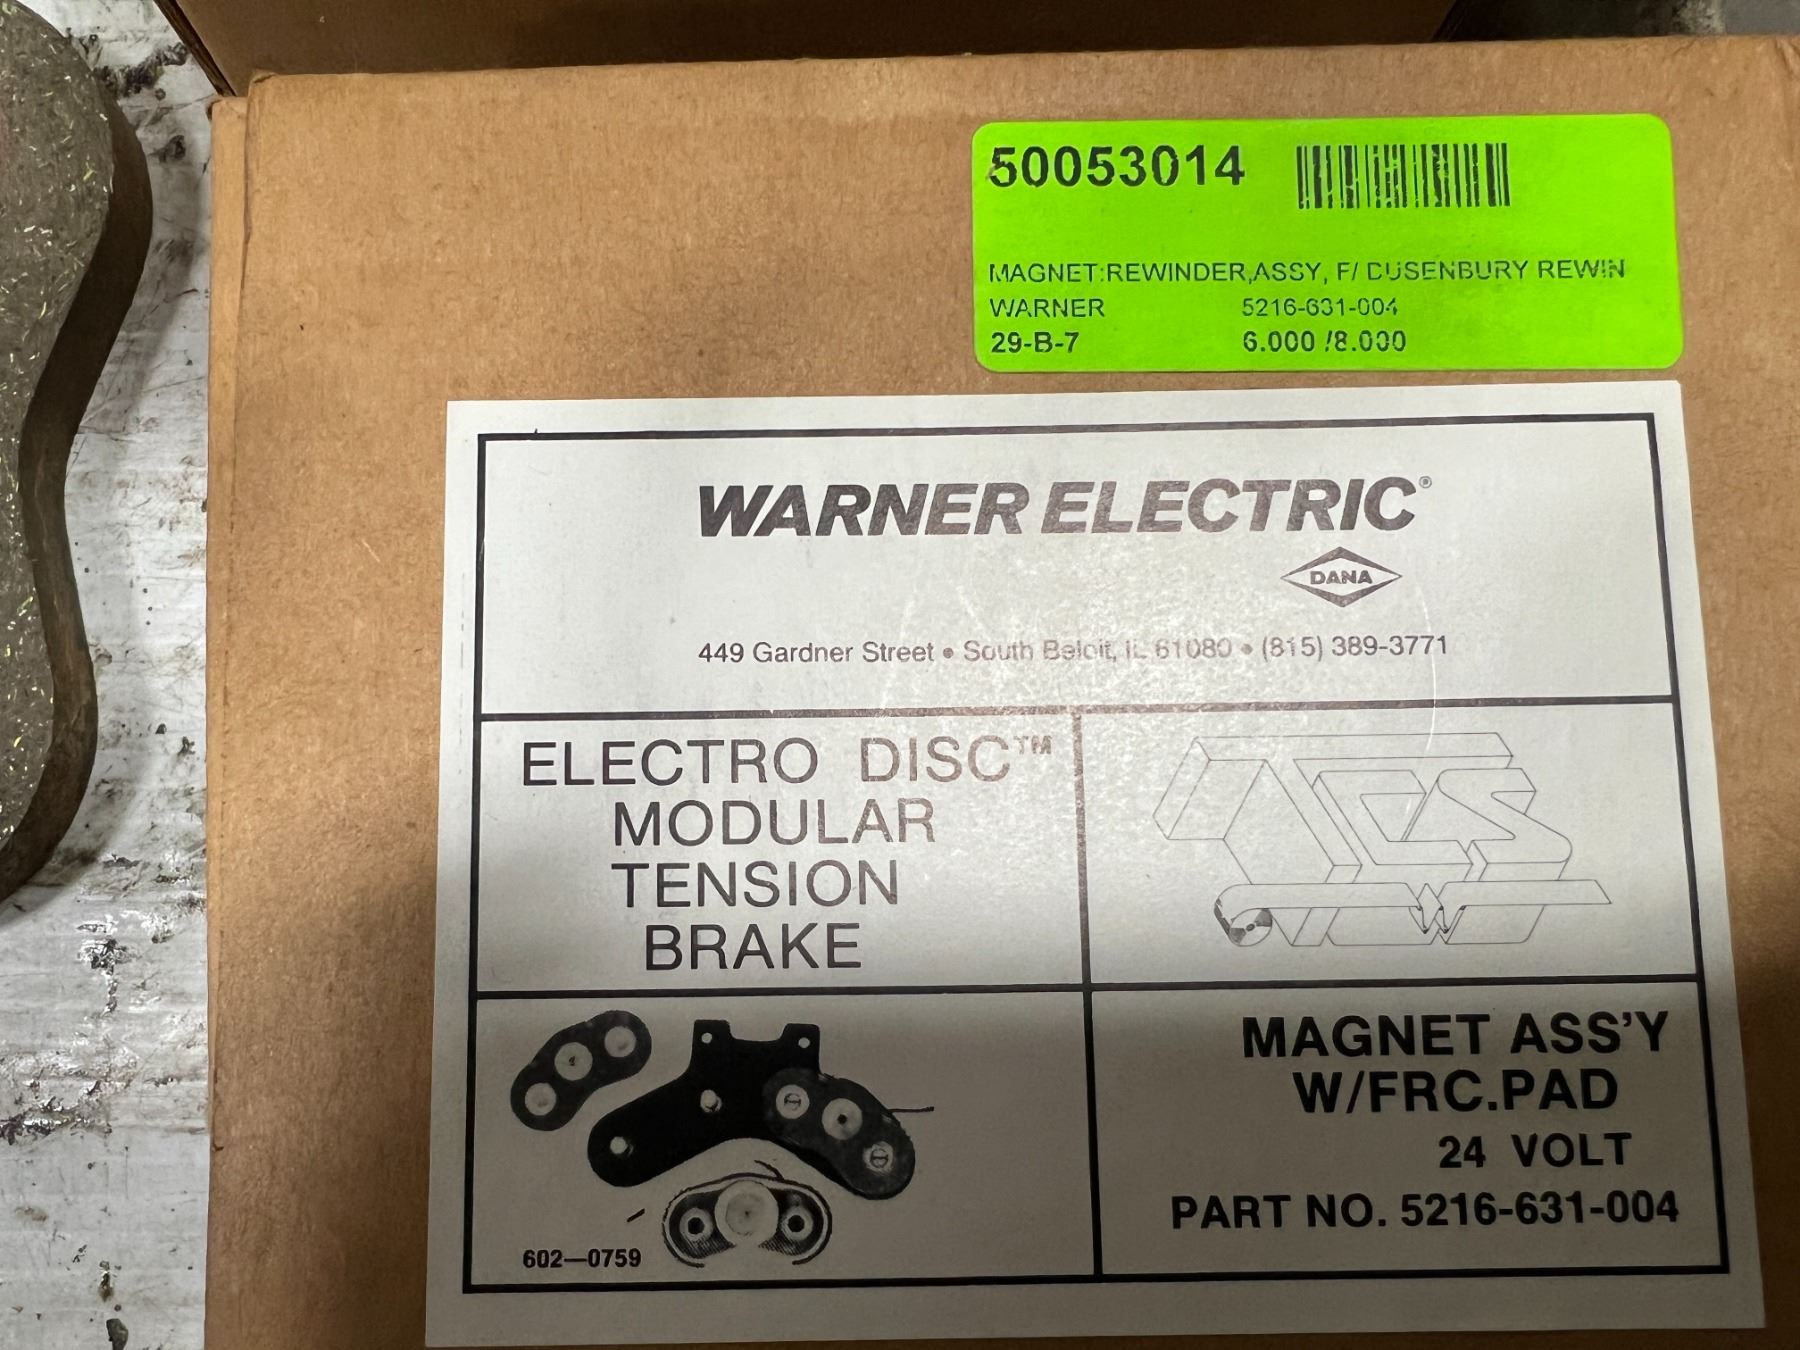 50053014
MAGNET:REWINDER,ASSY, F/ DUSENBURY REWIN
WARNER 5216-631-004
29-B-7 6.000 /8.000
WARNER ELECTRIC®
DANA
449 Gardner Street • South Beloit, IL 61080 • (815) 389-3771
ELECTRO DISC™
MODULAR
TENSION
BRAKE
TCS
MAGNET ASS'Y
W/FRC.PAD
24 VOLT
PART NO. 5216-631-004
602—0759